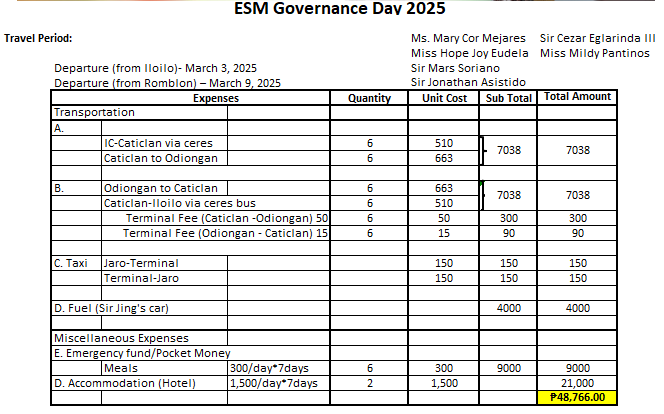 ESM Governance Day 2025
Travel Period: Ms. Mary Cor Mejares Sir Cezar Eglarinda III
Miss Hope Joy Eudela Miss Mildy Pantinos
Departure (from Iloilo)- March 3, 2025 Sir Mars Soriano
Departure (from Romblon) – March 9, 2025 Sir Jonathan Asistido
Expenses Quantity Unit Cost Sub Total Total Amount
Transportation
A.
IC-Caticlan via ceres 6 510 7038 7038
Caticlan to Odiongan 6 663
B. Odiongan to Caticlan 6 663 7038 7038
Caticlan-Iloilo via ceres bus 6 510
Terminal Fee (Caticlan -Odiongan) 50 6 50 300 300
Terminal Fee (Odiongan - Caticlan) 15 6 15 90 90
C. Taxi Jaro-Terminal 150 150 150
Terminal-Jaro 150 150 150
D. Fuel (Sir Jing's car) 4000 4000
Miscellaneous Expenses
E. Emergency fund/Pocket Money
Meals 300/day*7days 6 300 9000 9000
D. Accommodation (Hotel) 1,500/day*7days 2 1,500 21,000
₱48,766.00